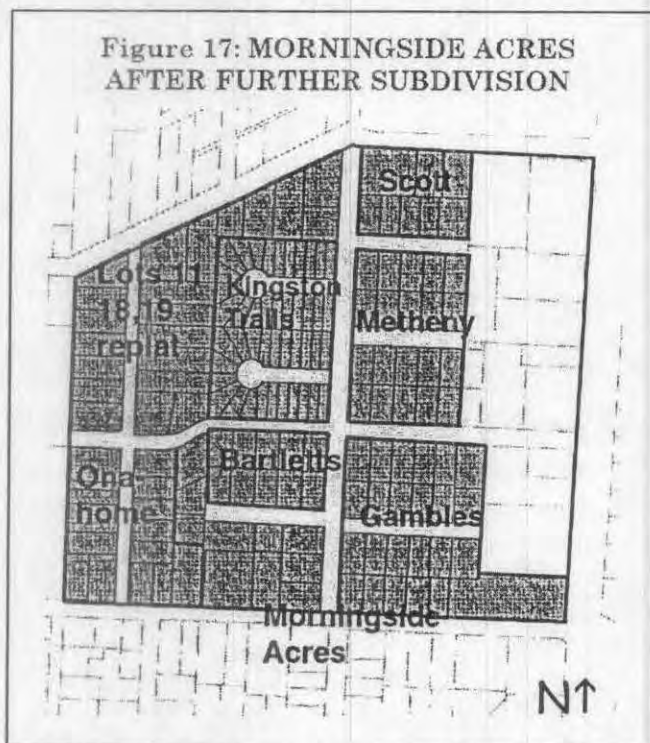 Figure 17: MORNINGSIDE ACRES
AFTER FURTHER SUBDIVISION
Scott
Lots 11
18,19
replat
Kingston
Trails
Metheny
Ona-
home
Bartletts
Gambles
Morningside
Acres
N↑